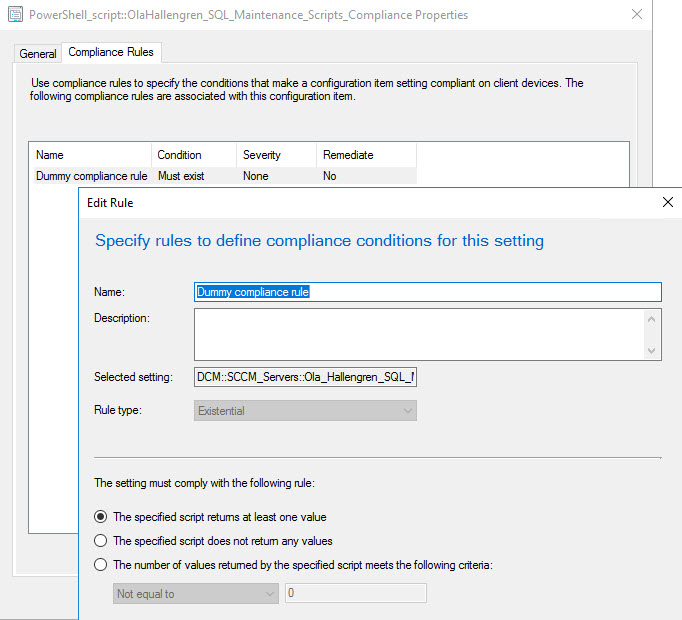 PowerShell_script::OlaHallengren_SQL_Maintenance_Scripts_Compliance Properties
General Compliance Rules
Use compliance rules to specify the conditions that make a configuration item setting compliant on client devices. The
following compliance rules are associated with this configuration item.
Name Condition Severity Remediate
Dummy compliance rule Must exist None No
Edit Rule
Specify rules to define compliance conditions for this setting
Name: Dummy compliance rule
Description:
Selected setting: DCM::SCCM_Servers::Ola_Hallengren_SQL_
Rule type: Existential
The setting must comply with the following rule:
The specified script returns at least one value
The specified script does not return any values
The number of values returned by the specified script meets the following criteria:
Not equal to 0